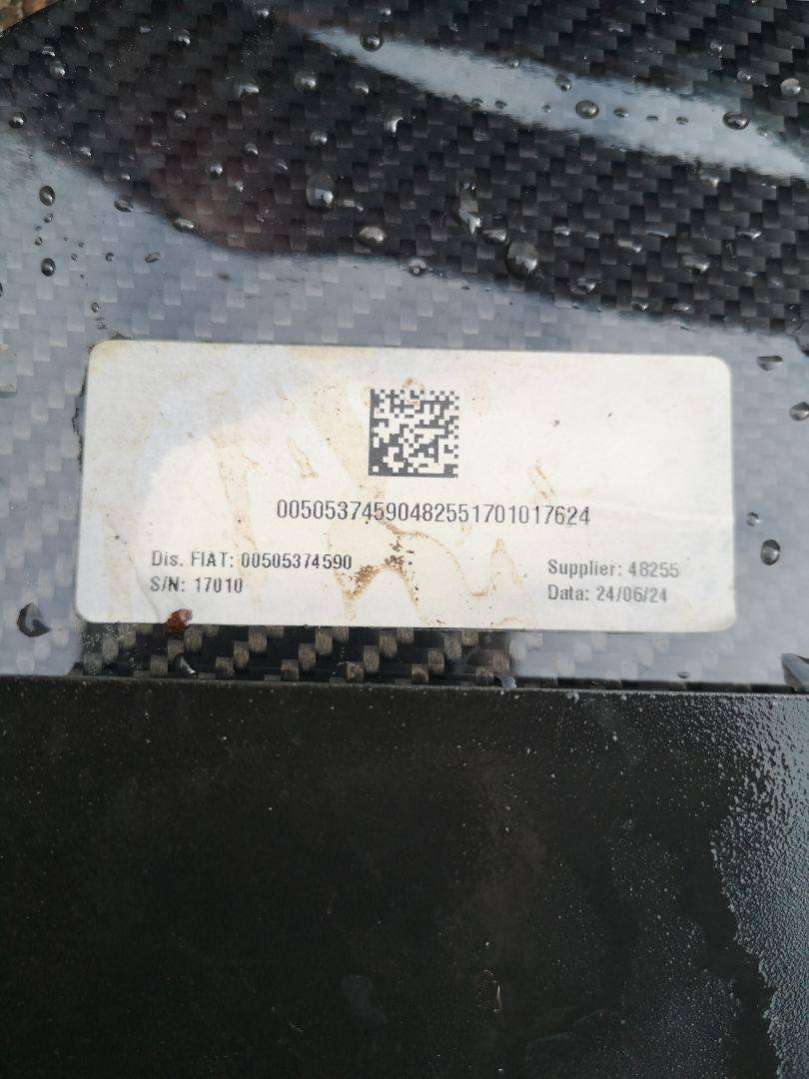 00505374590482551701017624
Dis. FIAT: 00505374590
S/N: 17010
Supplier: 48255
Data: 24/06/24